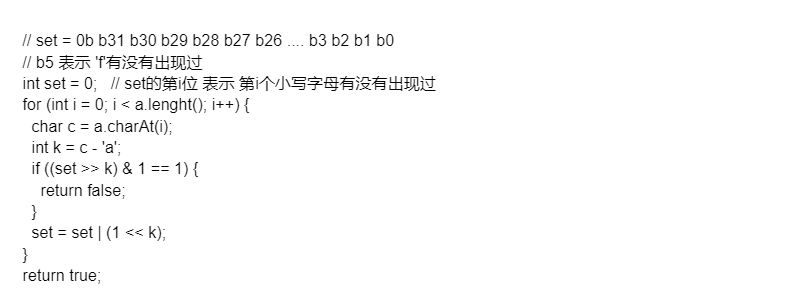 // set = 0b b31 b30 b29 b28 b27 b26 .... b3 b2 b1 b0
// b5 表示 'f'有没有出现过
int set = 0;   // set的第i位 表示 第i个小写字母有没有出现过
for (int i = 0; i < a.lenght(); i++) {
  char c = a.charAt(i);
  int k = c - 'a';
  if ((set >> k) & 1 == 1) {
    return false;
  }
  set = set | (1 << k);
}
return true;